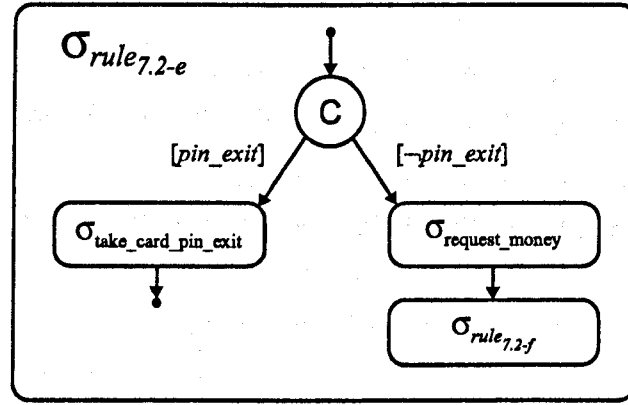 σrule7.2-e
C
[pin_exit] [¬pin_exit]
σtake_card_pin_exit
σrequest_money
σrule7.2-f